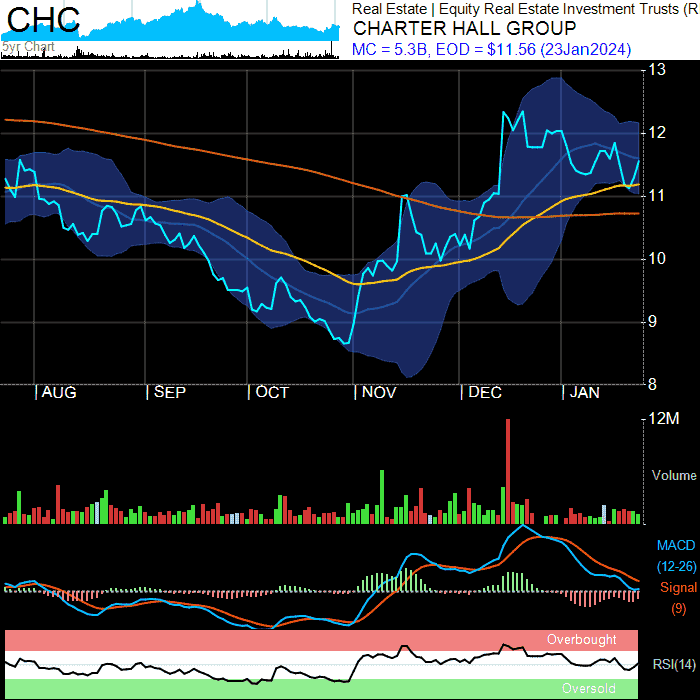 CHC
5yr Chart
Real Estate | Equity Real Estate Investment Trusts (R
CHARTER HALL GROUP
MC = 5.3B, EOD = $11.56 (23Jan2024)
13
12
11
10
9
8
| AUG | SEP | OCT | NOV | DEC | JAN
12M
Volume
MACD
(12-26)
Signal
(9)
Overbought
RSI(14)
Oversold